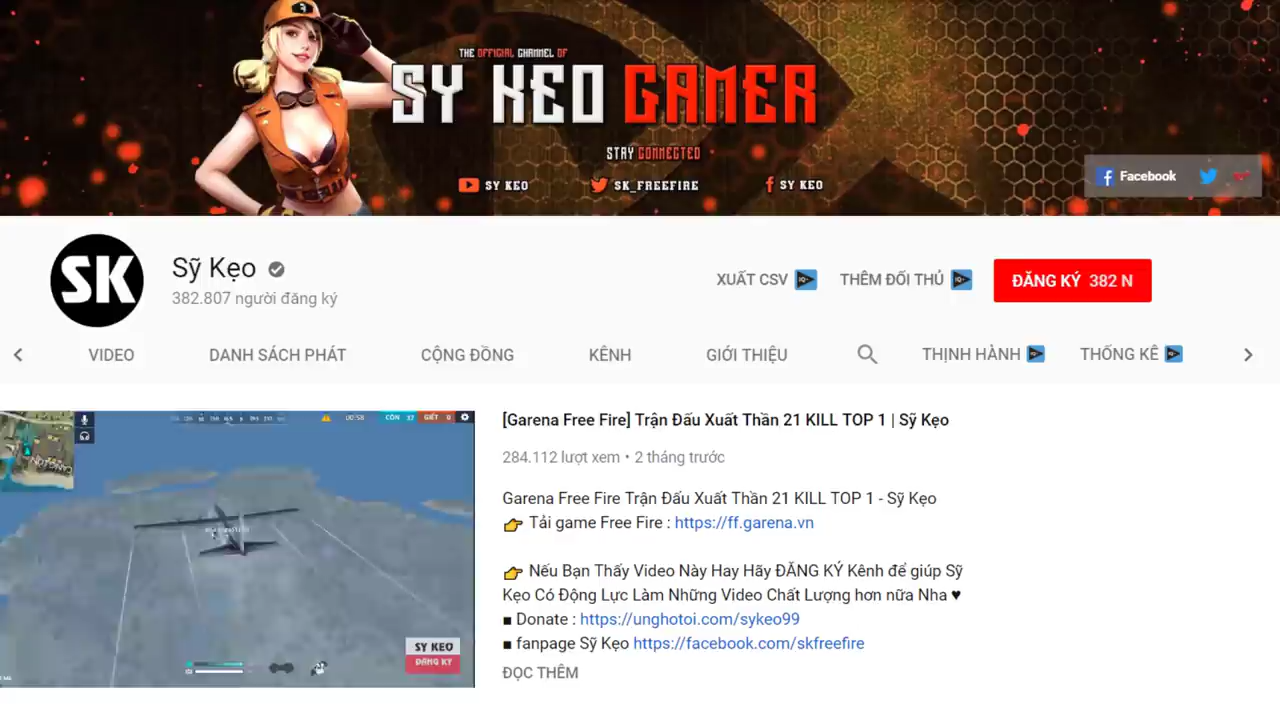 THE OFFICIAL CHANNEL OF
SY KEO GAMER
STAY CONNECTED
SY KEO
SK_FREEFIRE
SY KEO
Facebook
SK
Sỹ Kẹo
382.807 người đăng ký
XUẤT CSV
THÊM ĐỐI THỦ
ĐĂNG KÝ 382 N
VIDEO
DANH SÁCH PHÁT
CỘNG ĐỒNG
KÊNH
GIỚI THIỆU
THỊNH HÀNH
THỐNG KÊ
CÒN 37
GIẾT 0
00:58
SY KEO
ĐĂNG KÝ
[Garena Free Fire] Trận Đấu Xuất Thần 21 KILL TOP 1 | Sỹ Kẹo
284.112 lượt xem • 2 tháng trước
Garena Free Fire Trận Đấu Xuất Thần 21 KILL TOP 1 - Sỹ Kẹo
👉 Tải game Free Fire : https://ff.garena.vn
👉 Nếu Bạn Thấy Video Này Hay Hãy ĐĂNG KÝ Kênh để giúp Sỹ
Kẹo Có Động Lực Làm Những Video Chất Lượng hơn nữa Nha ♥
■ Donate : https://unghotoi.com/sykeo99
■ fanpage Sỹ Kẹo https://facebook.com/skfreefire
ĐỌC THÊM